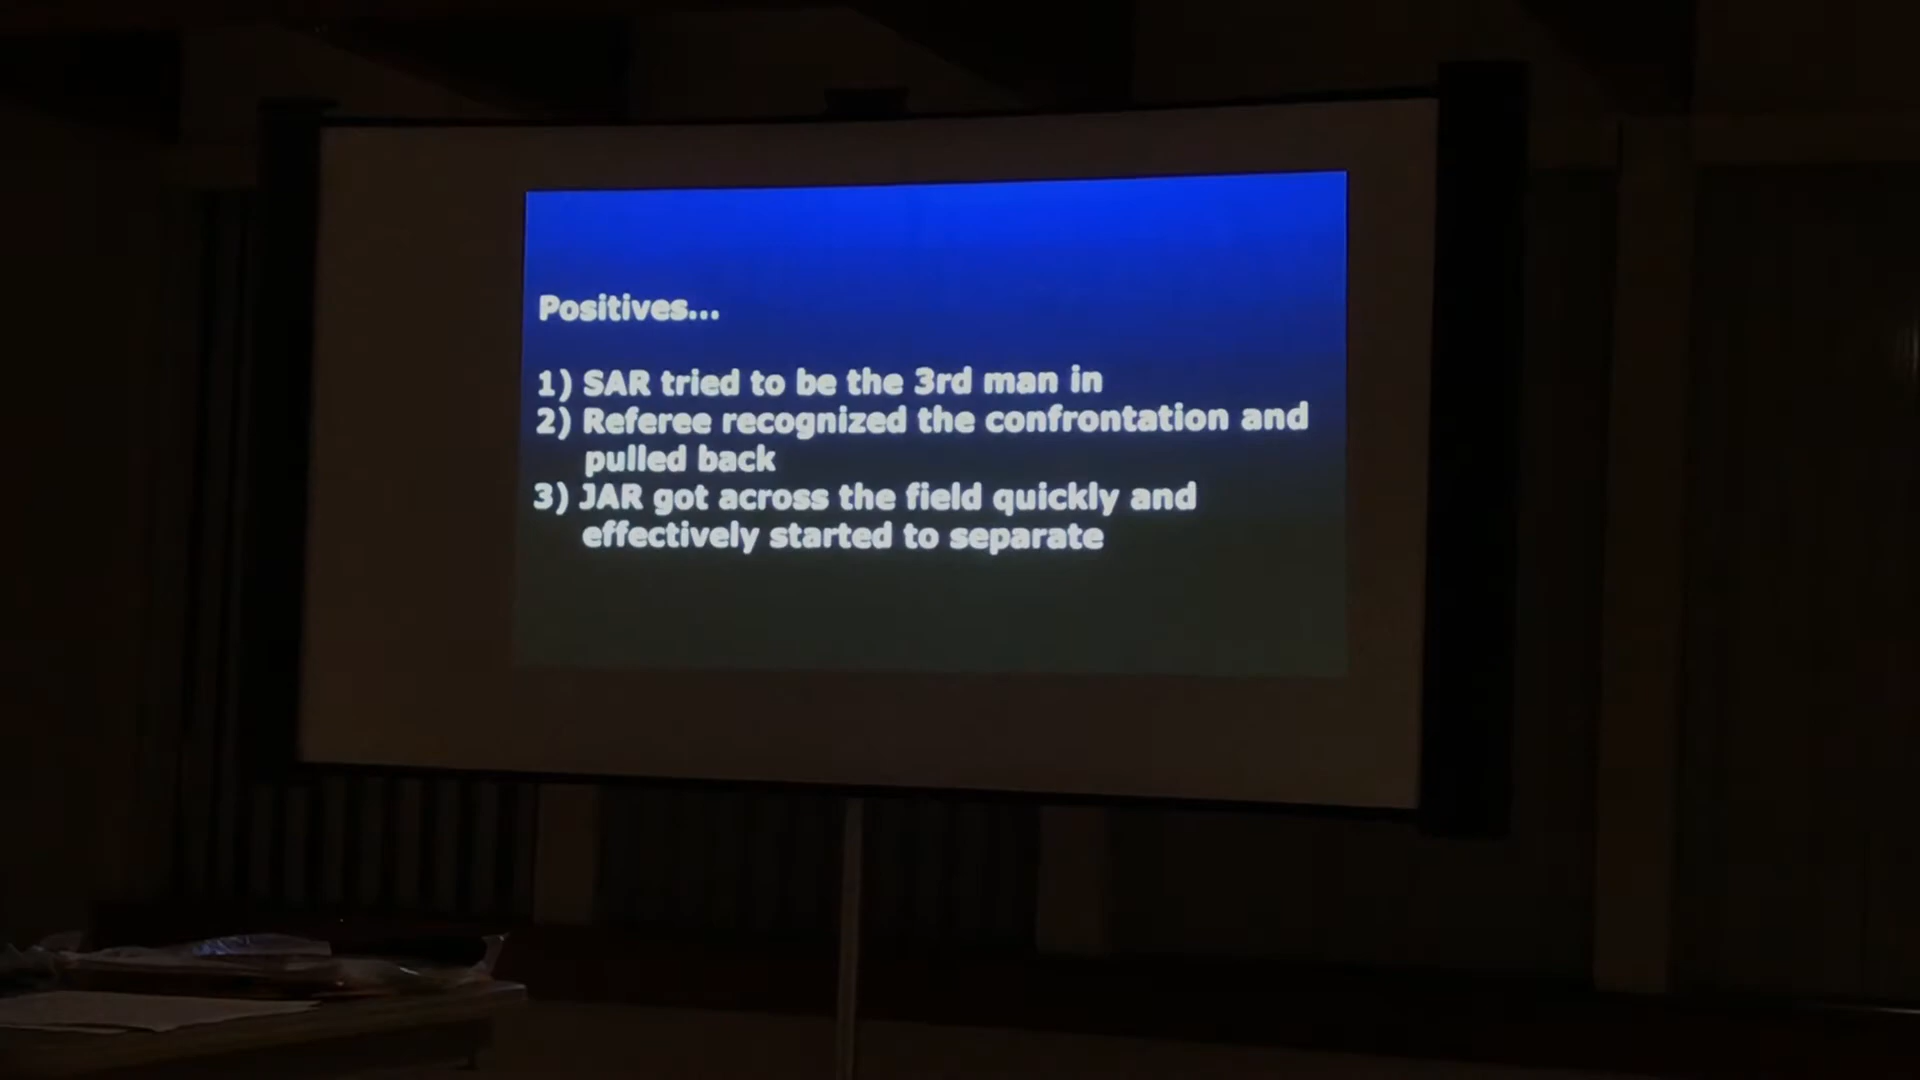 Positives...
1) SAR tried to be the 3rd man in
2) Referee recognized the confrontation and
pulled back
3) JAR got across the field quickly and
effectively started to separate